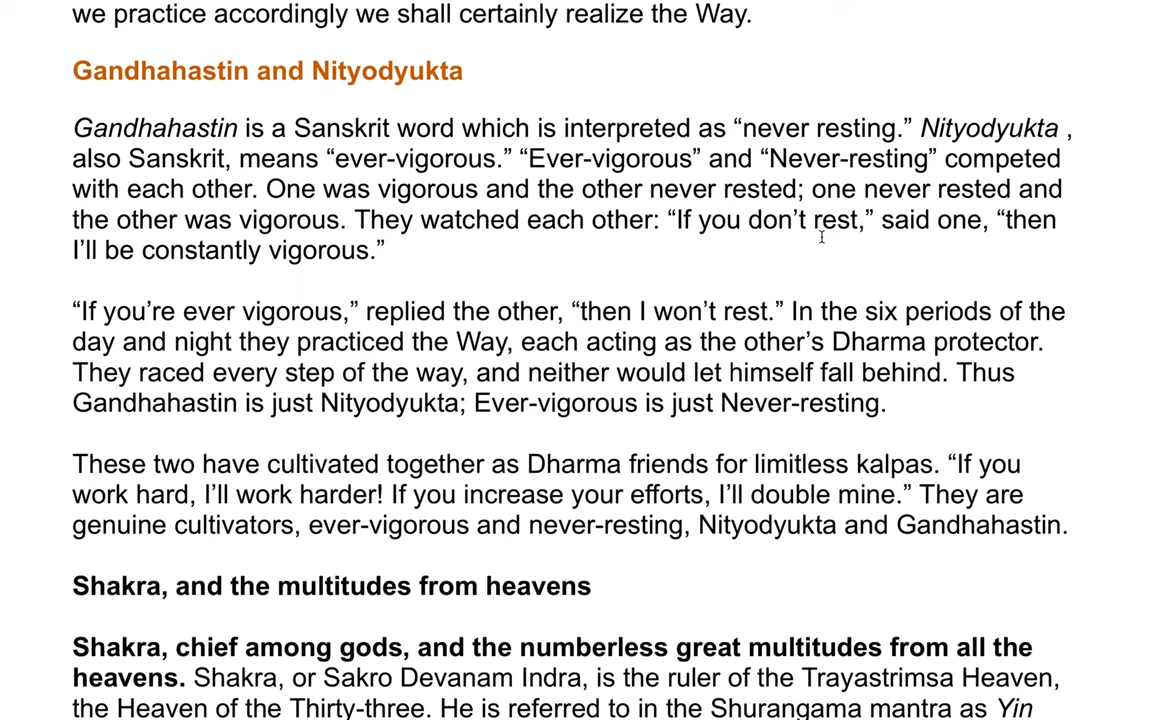 we practice accordingly we shall certainly realize the Way.
Gandhahastin and Nityodyukta
Gandhahastin is a Sanskrit word which is interpreted as “never resting.” Nityodyukta ,
also Sanskrit, means “ever-vigorous.” “Ever-vigorous” and “Never-resting” competed
with each other. One was vigorous and the other never rested; one never rested and
the other was vigorous. They watched each other: “If you don’t rest,” said one, “then
I’ll be constantly vigorous.”
“If you’re ever vigorous,” replied the other, “then I won’t rest.” In the six periods of the
day and night they practiced the Way, each acting as the other’s Dharma protector.
They raced every step of the way, and neither would let himself fall behind. Thus
Gandhahastin is just Nityodyukta; Ever-vigorous is just Never-resting.
These two have cultivated together as Dharma friends for limitless kalpas. “If you
work hard, I’ll work harder! If you increase your efforts, I’ll double mine.” They are
genuine cultivators, ever-vigorous and never-resting, Nityodyukta and Gandhahastin.
Shakra, and the multitudes from heavens
Shakra, chief among gods, and the numberless great multitudes from all the
heavens. Shakra, or Sakro Devanam Indra, is the ruler of the Trayastrimsa Heaven,
the Heaven of the Thirty-three. He is referred to in the Shurangama mantra as Yin